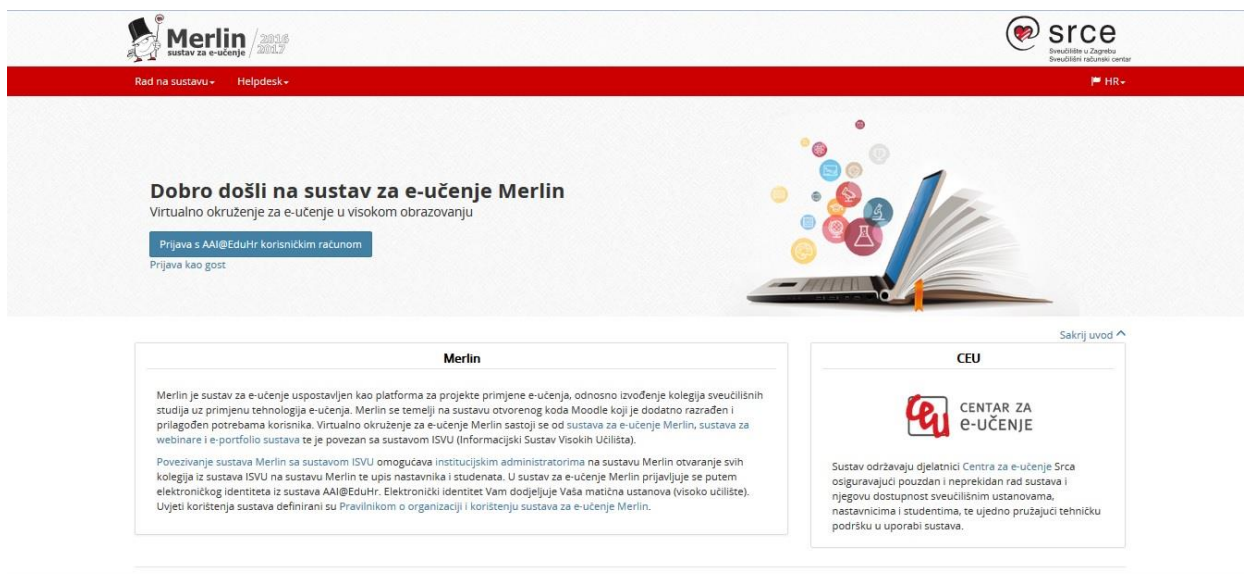 Merlin
sustav za e-učenje
2016
2017
srce
Sveučilište u Zagrebu
Sveučilišni računski centar
Rad na sustavu
Helpdesk
HR
Dobro došli na sustav za e-učenje Merlin
Virtualno okruženje za e-učenje u visokom obrazovanju
Prijava s AAI@EduHr korisničkim računom
Prijava kao gost
Sakrij uvod
Merlin
Merlin je sustav za e-učenje uspostavljen kao platforma za projekte primjene e-učenja, odnosno izvođenje kolegija sveučilišnih
studija uz primjenu tehnologija e-učenja. Merlin se temelji na sustavu otvorenog koda Moodle koji je dodatno razrađen i
prilagođen potrebama korisnika. Virtualno okruženje za e-učenje Merlin sastoji se od sustava za e-učenje Merlin, sustava za
webinare i e-portfolio sustava te je povezan sa sustavom ISVU (Informacijski Sustav Visokih Učilišta).
Povezivanje sustava Merlin sa sustavom ISVU omogućava institucijskim administratorima na sustavu Merlin otvaranje svih
kolegija iz sustava ISVU na sustavu Merlin te upis nastavnika i studenata. U sustav za e-učenje Merlin prijavljuje se putem
elektroničkog identiteta iz sustava AAI@EduHr. Elektronički identitet Vam dodjeljuje Vaša matična ustanova (visoko učilište).
Uvjeti korištenja sustava definirani su Pravilnikom o organizaciji i korištenju sustava za e-učenje Merlin.
CEU
ceu
CENTAR ZA
e-UČENJE
Sustav održavaju djelatnici Centra za e-učenje Srca
osiguravajući pouzdan i neprekidan rad sustava i
njegovu dostupnost sveučilišnim ustanovama,
nastavnicima i studentima, te ujedno pružajući tehničku
podršku u uporabi sustava.